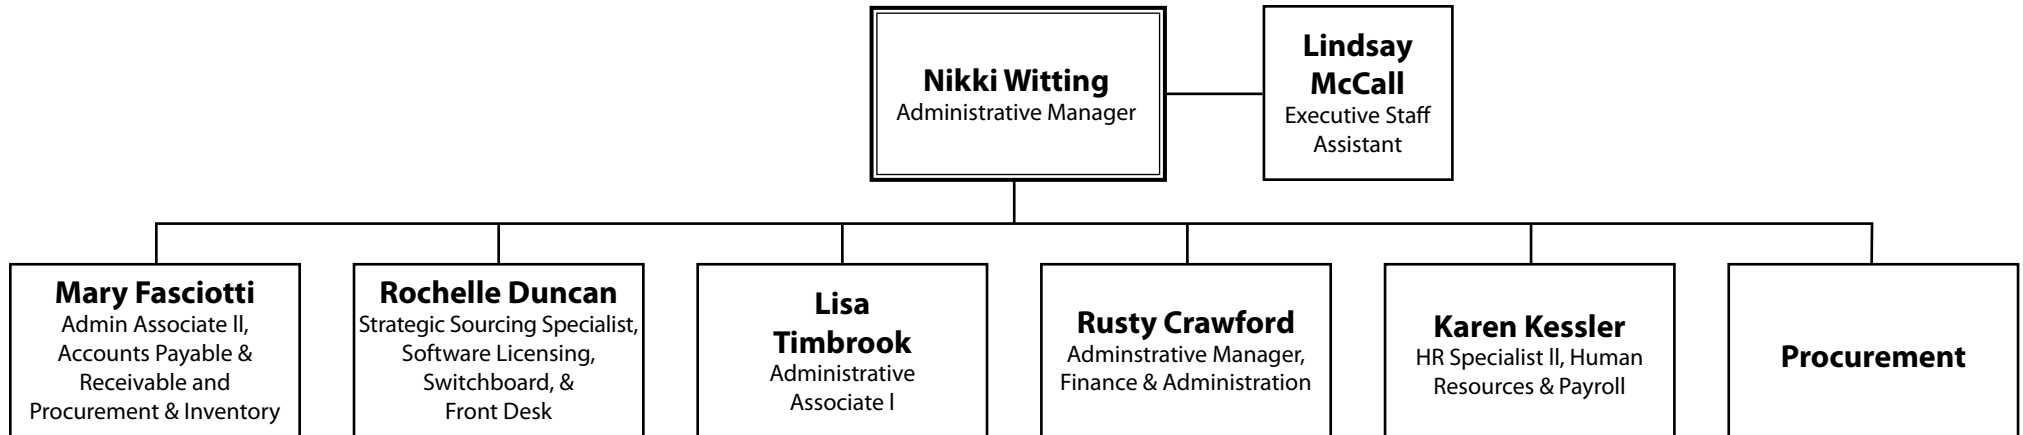 Nikki Witting
Administrative Manager
Lindsay
McCall
Executive Staff
Assistant
Mary Fasciotti
Admin Associate ll,
Accounts Payable &
Receivable and
Procurement & Inventory
Rochelle Duncan
Strategic Sourcing Specialist,
Software Licensing,
Switchboard, &
Front Desk
Lisa
Timbrook
Administrative
Associate l
Rusty Crawford
Adminstrative Manager,
Finance & Administration
Karen Kessler
HR Specialist ll, Human
Resources & Payroll
Procurement